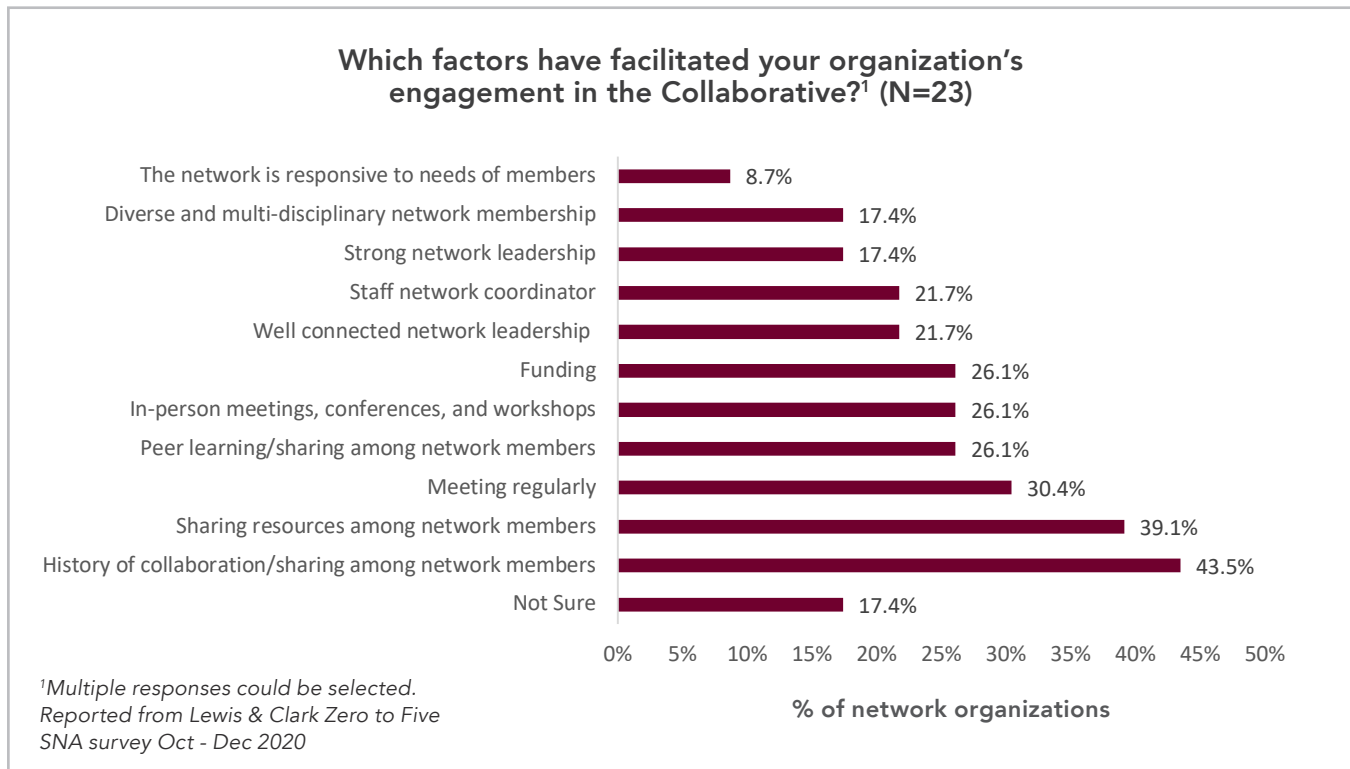 Which factors have facilitated your organization’s
engagement in the Collaborative?¹ (N=23)
The network is responsive to needs of members 8.7%
Diverse and multi-disciplinary network membership 17.4%
Strong network leadership 17.4%
Staff network coordinator 21.7%
Well connected network leadership 21.7%
Funding 26.1%
In-person meetings, conferences, and workshops 26.1%
Peer learning/sharing among network members 26.1%
Meeting regularly 30.4%
Sharing resources among network members 39.1%
History of collaboration/sharing among network members 43.5%
Not Sure 17.4%
0% 5% 10% 15% 20% 25% 30% 35% 40% 45% 50%
% of network organizations
¹Multiple responses could be selected.
Reported from Lewis & Clark Zero to Five
SNA survey Oct - Dec 2020